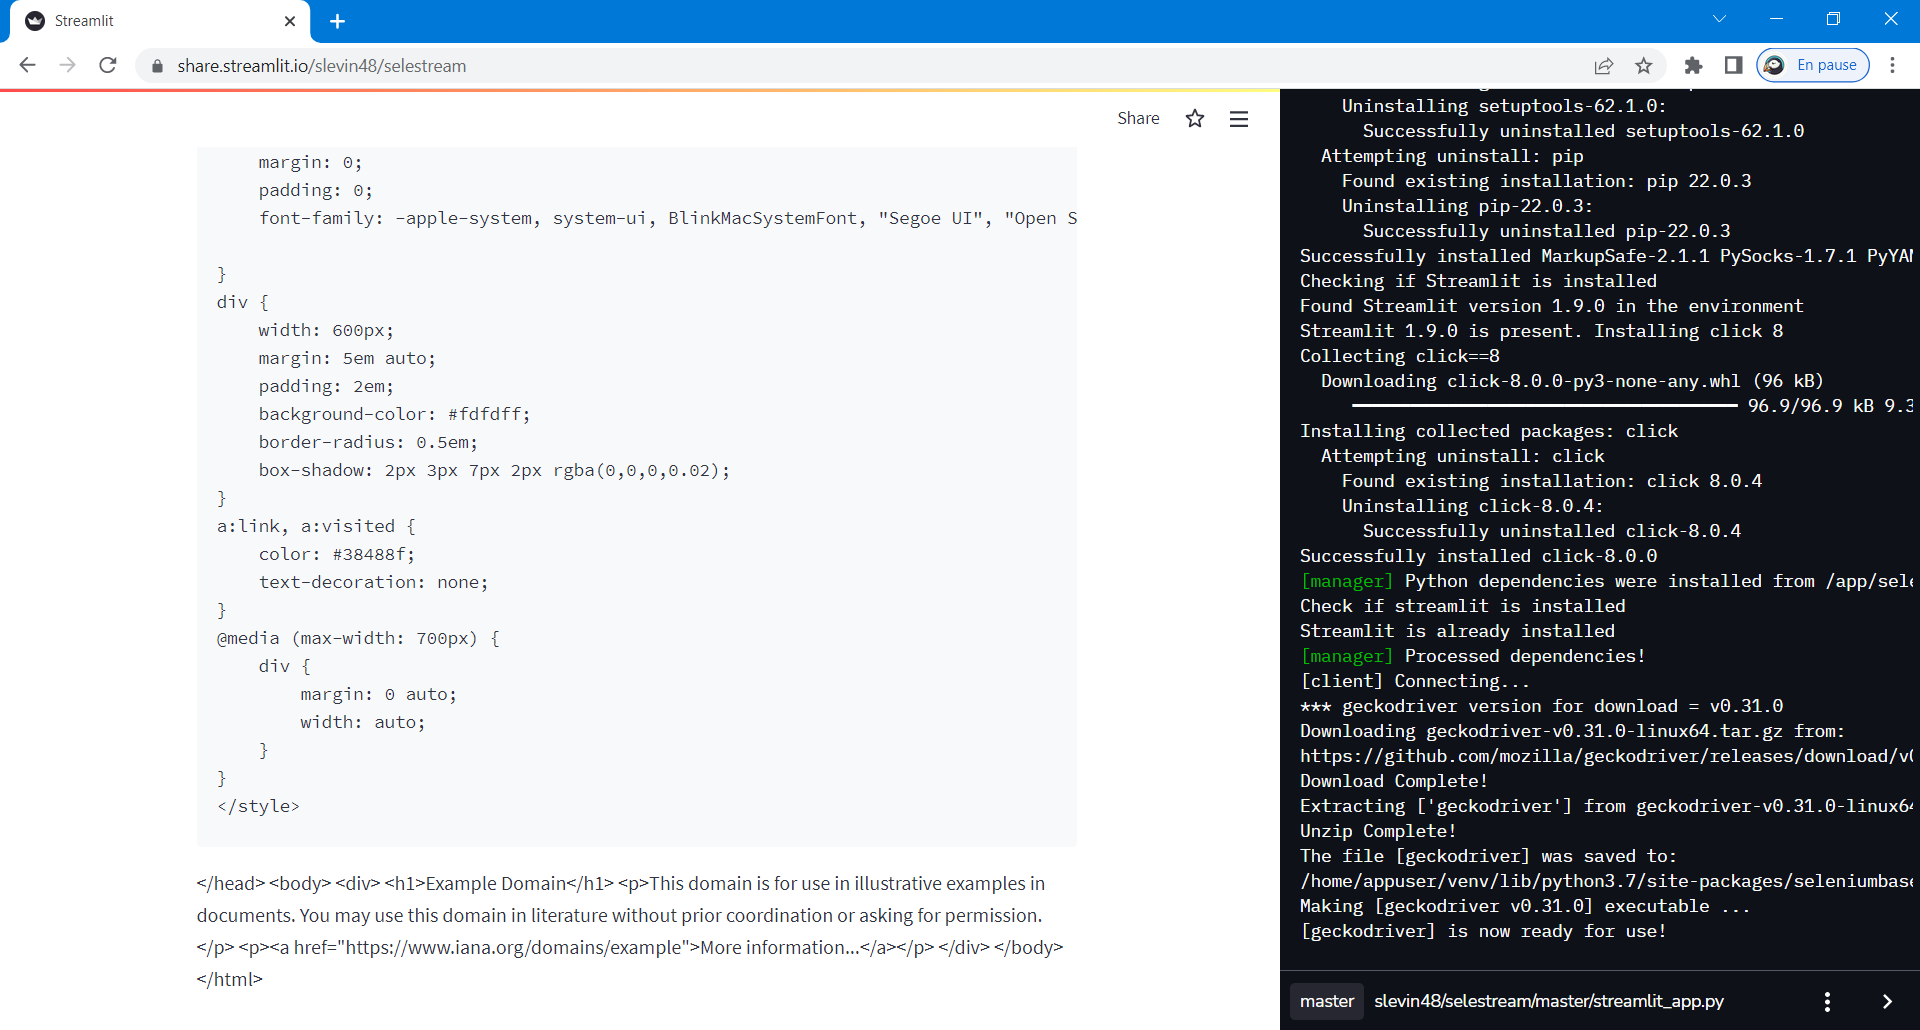 Streamlit
share.streamlit.io/slevin48/selestream
En pause
Share
margin: 0;
padding: 0;
font-family: -apple-system, system-ui, BlinkMacSystemFont, "Segoe UI", "Open S
}
div {
width: 600px;
margin: 5em auto;
padding: 2em;
background-color: #fdfdff;
border-radius: 0.5em;
box-shadow: 2px 3px 7px 2px rgba(0,0,0,0.02);
}
a:link, a:visited {
color: #38488f;
text-decoration: none;
}
@media (max-width: 700px) {
div {
margin: 0 auto;
width: auto;
}
}
</style>
</head> <body> <div> <h1>Example Domain</h1> <p>This domain is for use in illustrative examples in
documents. You may use this domain in literature without prior coordination or asking for permission.
</p> <p><a href="https://www.iana.org/domains/example">More information...</a></p> </div> </body>
</html>
Uninstalling setuptools-62.1.0:
Successfully uninstalled setuptools-62.1.0
Attempting uninstall: pip
Found existing installation: pip 22.0.3
Uninstalling pip-22.0.3:
Successfully uninstalled pip-22.0.3
Successfully installed MarkupSafe-2.1.1 PySocks-1.7.1 PyYAM
Checking if Streamlit is installed
Found Streamlit version 1.9.0 in the environment
Streamlit 1.9.0 is present. Installing click 8
Collecting click==8
Downloading click-8.0.0-py3-none-any.whl (96 kB)
96.9/96.9 kB 9.3
Installing collected packages: click
Attempting uninstall: click
Found existing installation: click 8.0.4
Uninstalling click-8.0.4:
Successfully uninstalled click-8.0.4
Successfully installed click-8.0.0
[manager] Python dependencies were installed from /app/sele
Check if streamlit is installed
Streamlit is already installed
[manager] Processed dependencies!
[client] Connecting...
*** geckodriver version for download = v0.31.0
Downloading geckodriver-v0.31.0-linux64.tar.gz from:
https://github.com/mozilla/geckodriver/releases/download/v0
Download Complete!
Extracting ['geckodriver'] from geckodriver-v0.31.0-linux64
Unzip Complete!
The file [geckodriver] was saved to:
/home/appuser/venv/lib/python3.7/site-packages/seleniumbase
Making [geckodriver v0.31.0] executable ...
[geckodriver] is now ready for use!
master slevin48/selestream/master/streamlit_app.py